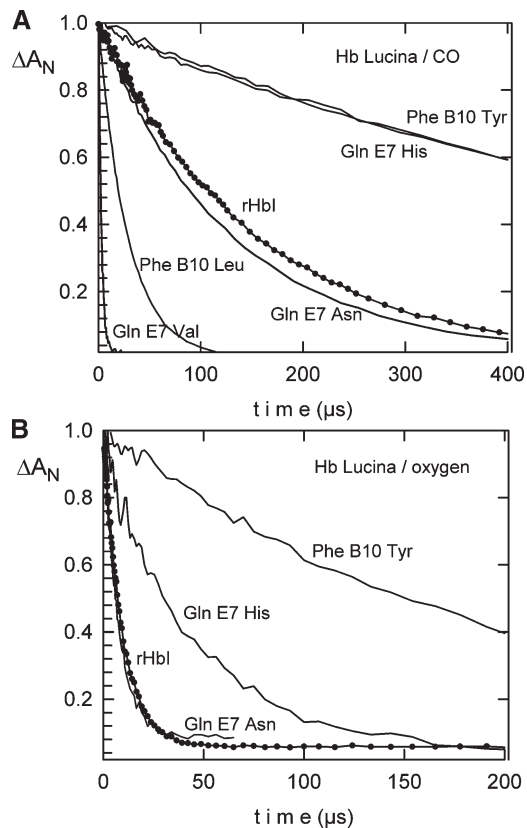 A
1.0
ΔA_N
Hb Lucina / CO
0.8
Phe B10 Tyr
0.6
Gln E7 His
rHbI
0.4
Phe B10 Leu
0.2
Gln E7 Asn
Gln E7 Val
0 100 200 300 400
time (µs)
B
1.0
ΔA_N
Hb Lucina / oxygen
0.8
Phe B10 Tyr
0.6
Gln E7 His
0.4
rHbI
0.2
Gln E7 Asn
0 50 100 150 200
time (µs)